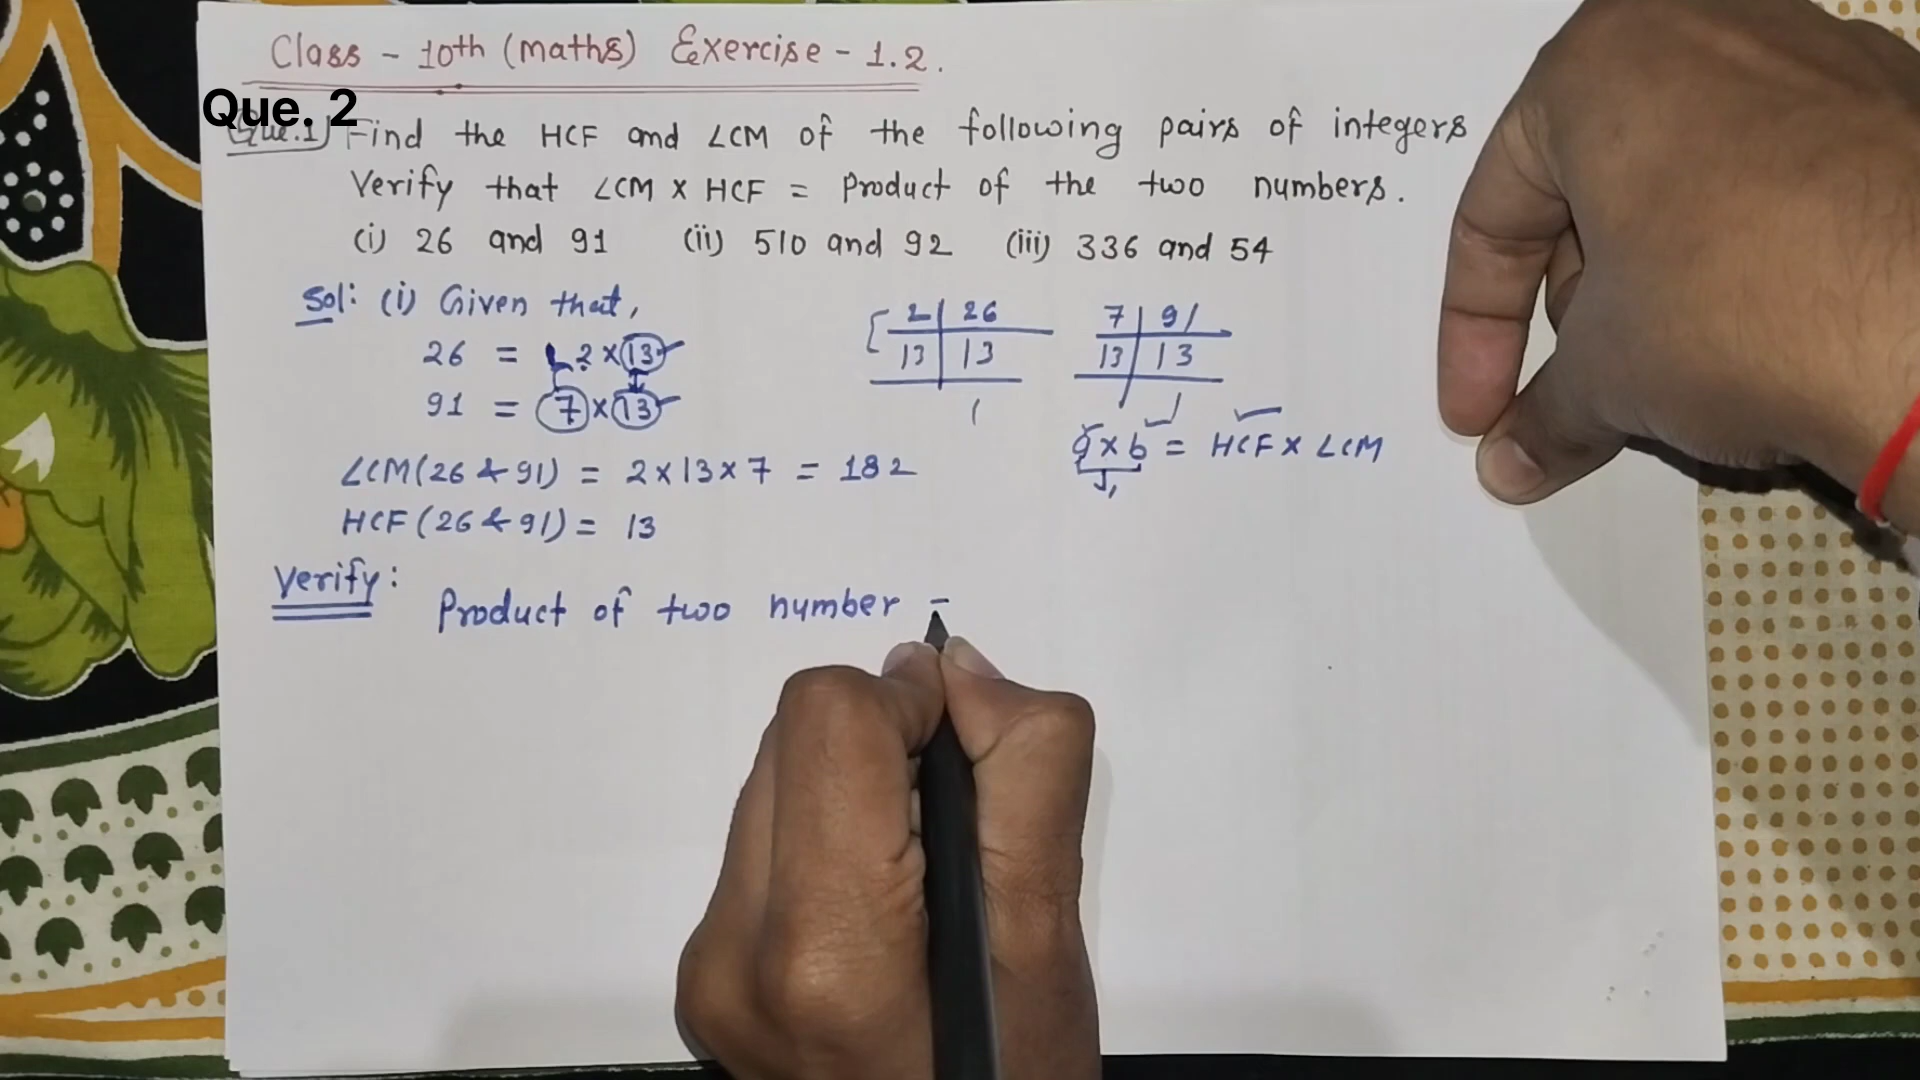 Class - 10th (maths) Exercise - 1.2.
Que. 2
Que.1) Find the HCF and LCM of the following pairs of integers
Verify that LCM x HCF = Product of the two numbers.
(i) 26 and 91 (ii) 510 and 92 (iii) 336 and 54
Sol: (i) Given that,
2 | 26
13 | 13
1
7 | 91
13 | 13
1
26 = 2 x 13
91 = 7 x 13
a x b = HCF x LCM
LCM (26 & 91) = 2 x 13 x 7 = 182
HCF (26 & 91) = 13
Verify:
Product of two number -